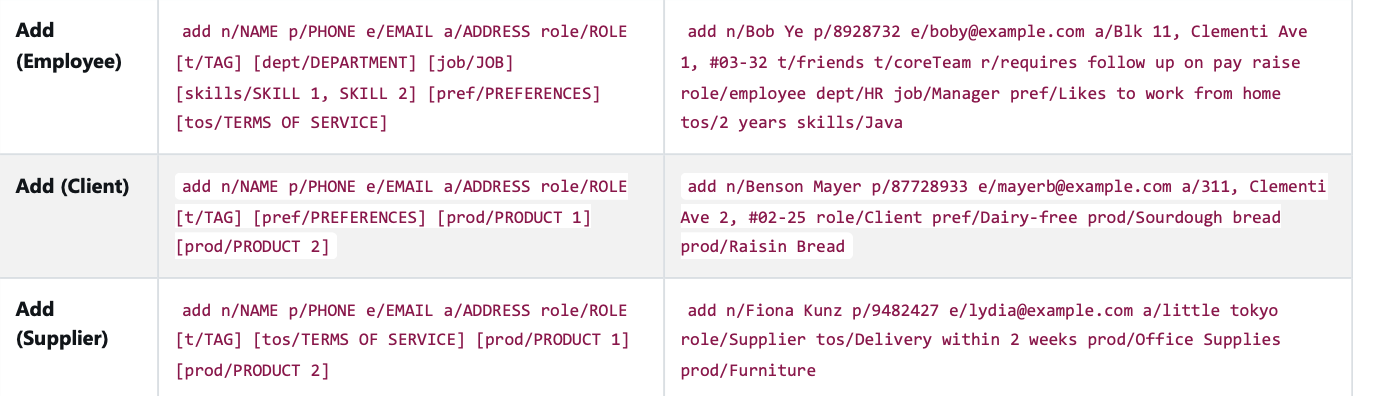 Add
(Employee)
add n/NAME p/PHONE e/EMAIL a/ADDRESS role/ROLE
[t/TAG] [dept/DEPARTMENT] [job/JOB]
[skills/SKILL 1, SKILL 2] [pref/PREFERENCES]
[tos/TERMS OF SERVICE]
add n/Bob Ye p/8928732 e/boby@example.com a/Blk 11, Clementi Ave
1, #03-32 t/friends t/coreTeam r/requires follow up on pay raise
role/employee dept/HR job/Manager pref/Likes to work from home
tos/2 years skills/Java
Add (Client)
add n/NAME p/PHONE e/EMAIL a/ADDRESS role/ROLE
[t/TAG] [pref/PREFERENCES] [prod/PRODUCT 1]
[prod/PRODUCT 2]
add n/Benson Mayer p/87728933 e/mayerb@example.com a/311, Clementi
Ave 2, #02-25 role/Client pref/Dairy-free prod/Sourdough bread
prod/Raisin Bread
Add
(Supplier)
add n/NAME p/PHONE e/EMAIL a/ADDRESS role/ROLE
[t/TAG] [tos/TERMS OF SERVICE] [prod/PRODUCT 1]
[prod/PRODUCT 2]
add n/Fiona Kunz p/9482427 e/lydia@example.com a/little tokyo
role/Supplier tos/Delivery within 2 weeks prod/Office Supplies
prod/Furniture